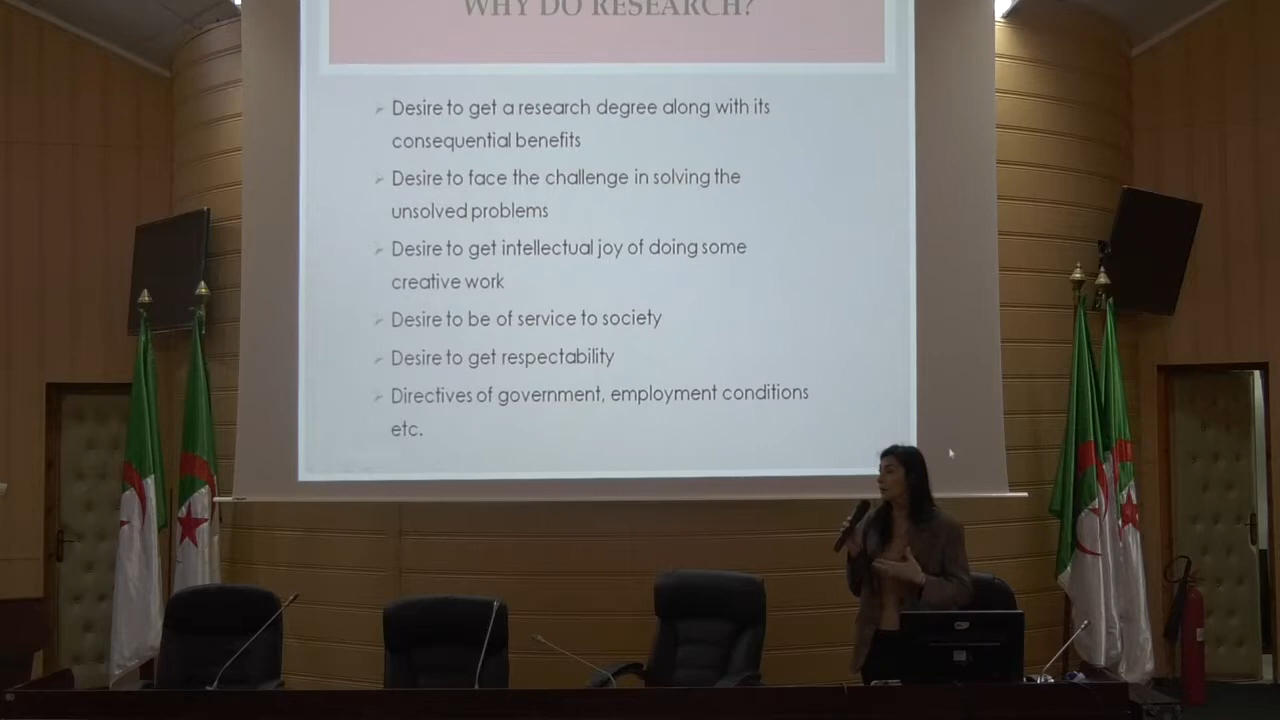 WHY DO RESEARCH?
Desire to get a research degree along with its
consequential benefits
Desire to face the challenge in solving the
unsolved problems
Desire to get intellectual joy of doing some
creative work
Desire to be of service to society
Desire to get respectability
Directives of government, employment conditions
etc.